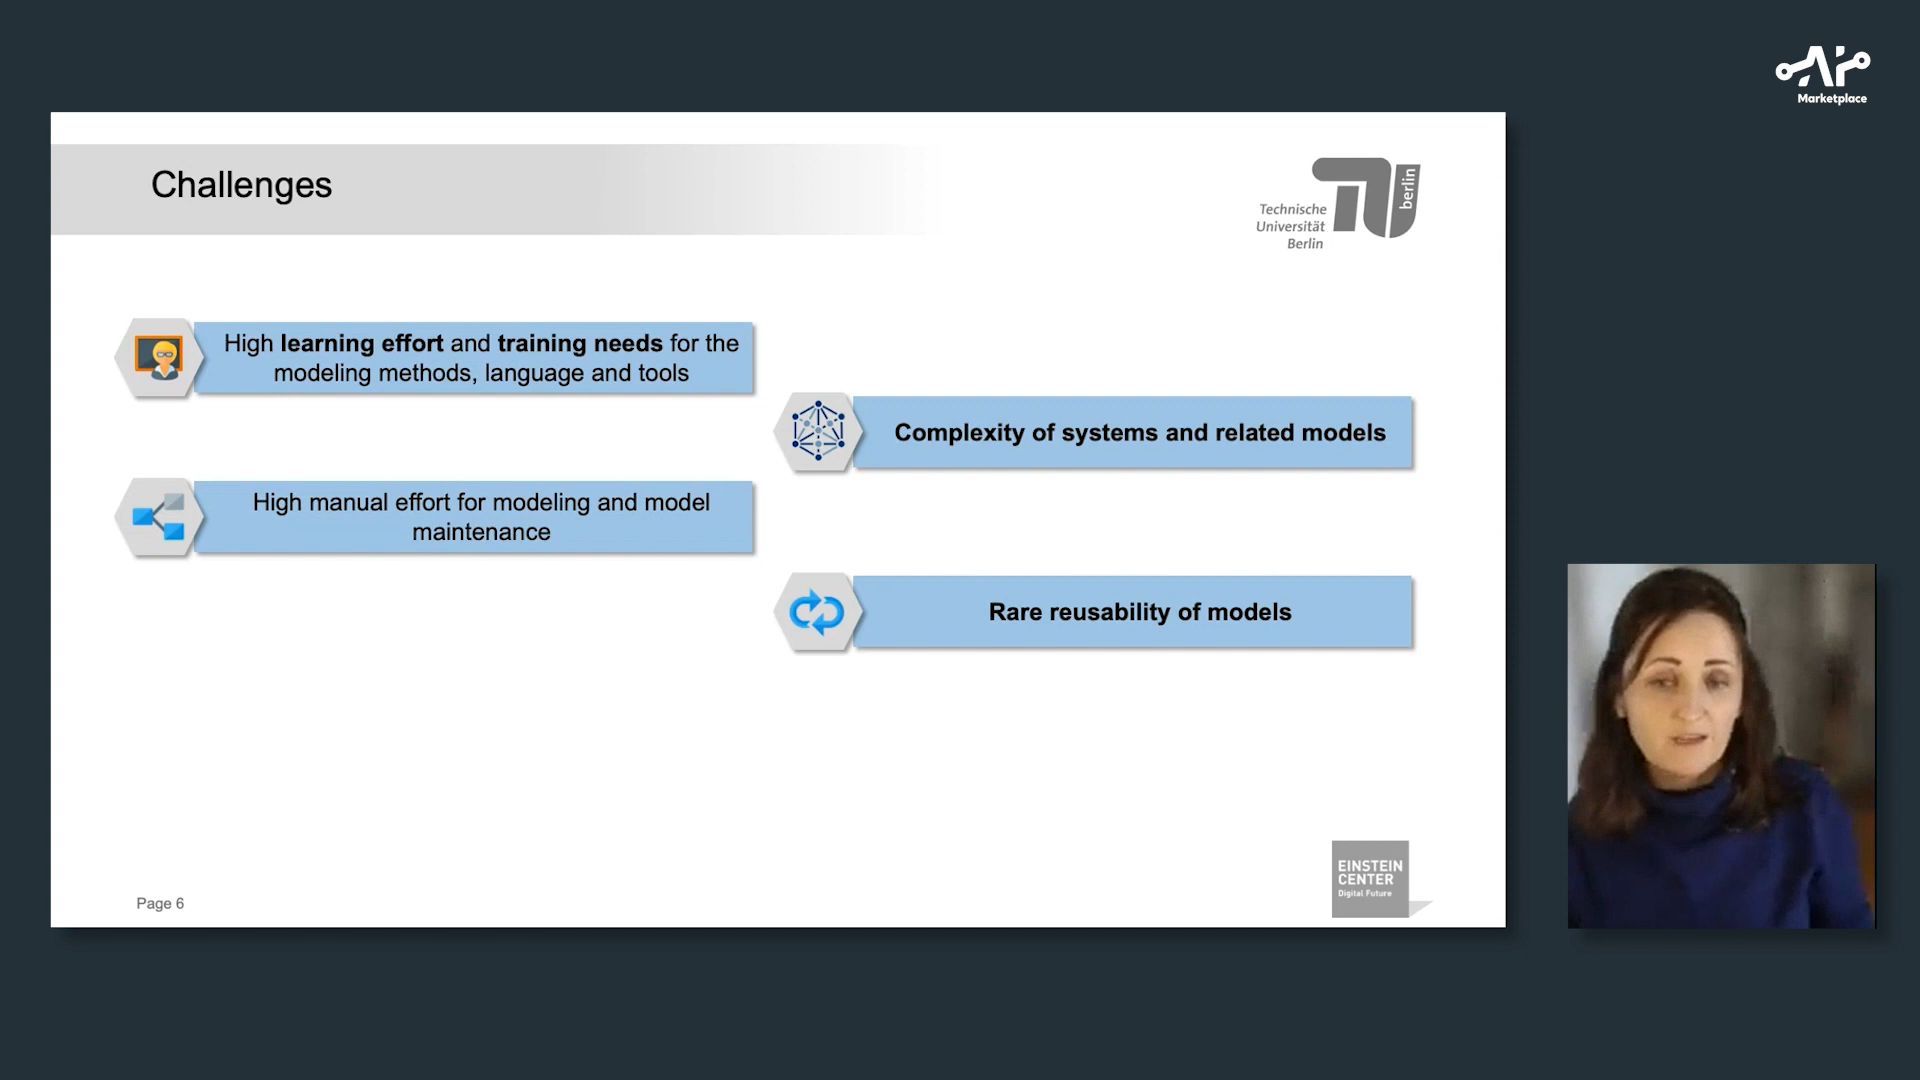 Marketplace
Challenges
Technische
Universität
Berlin
berlin
High learning effort and training needs for the
modeling methods, language and tools
Complexity of systems and related models
High manual effort for modeling and model
maintenance
Rare reusability of models
EINSTEIN
CENTER
Digital Future
Page 6